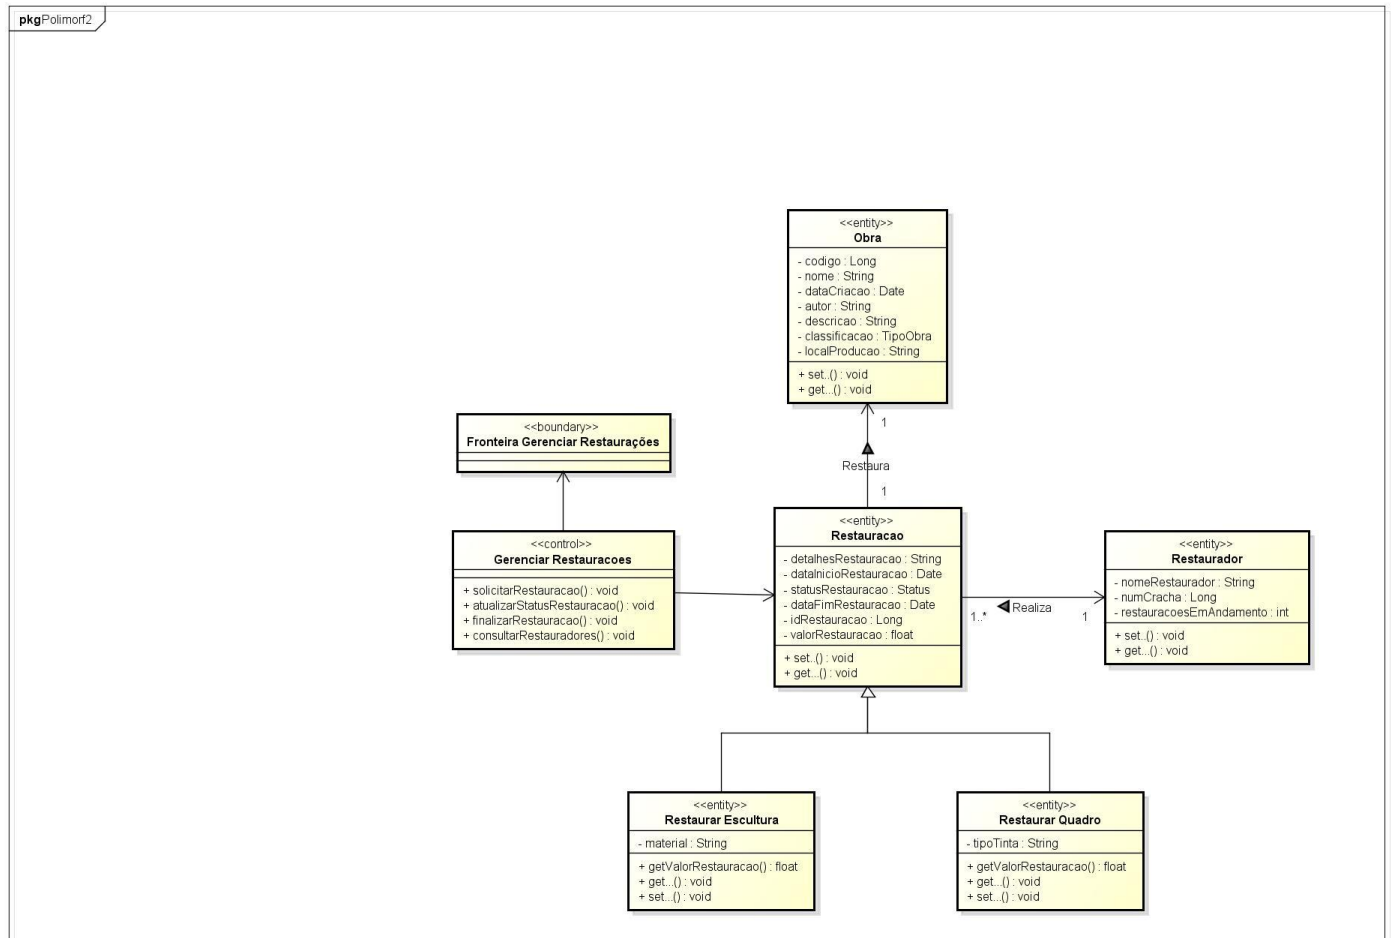 pkgPolimorf2
<<entity>>
Obra
- codigo : Long
- nome : String
- dataCriacao : Date
- autor : String
- descricao : String
- classificacao : TipoObra
- localProducao : String
+ set..() : void
+ get...() : void
1
Restaura
1
<<boundary>>
Fronteira Gerenciar Restaurações
<<control>>
Gerenciar Restauracoes
+ solicitarRestauracao() : void
+ atualizarStatusRestauracao() : void
+ finalizarRestauracao() : void
+ consultarRestauradores() : void
<<entity>>
Restauracao
- detalhesRestauracao : String
- dataInicioRestauracao : Date
- statusRestauracao : Status
- dataFimRestauracao : Date
- idRestauracao : Long
- valorRestauracao : float
+ set..() : void
+ get...() : void
1..*
Realiza
1
<<entity>>
Restaurador
- nomeRestaurador : String
- numCracha : Long
- restauracoesEmAndamento : int
+ set..() : void
+ get...() : void
<<entity>>
Restaurar Escultura
- material : String
+ getValorRestauracao() : float
+ get...() : void
+ set...() : void
<<entity>>
Restaurar Quadro
- tipoTinta : String
+ getValorRestauracao() : float
+ get...() : void
+ set...() : void